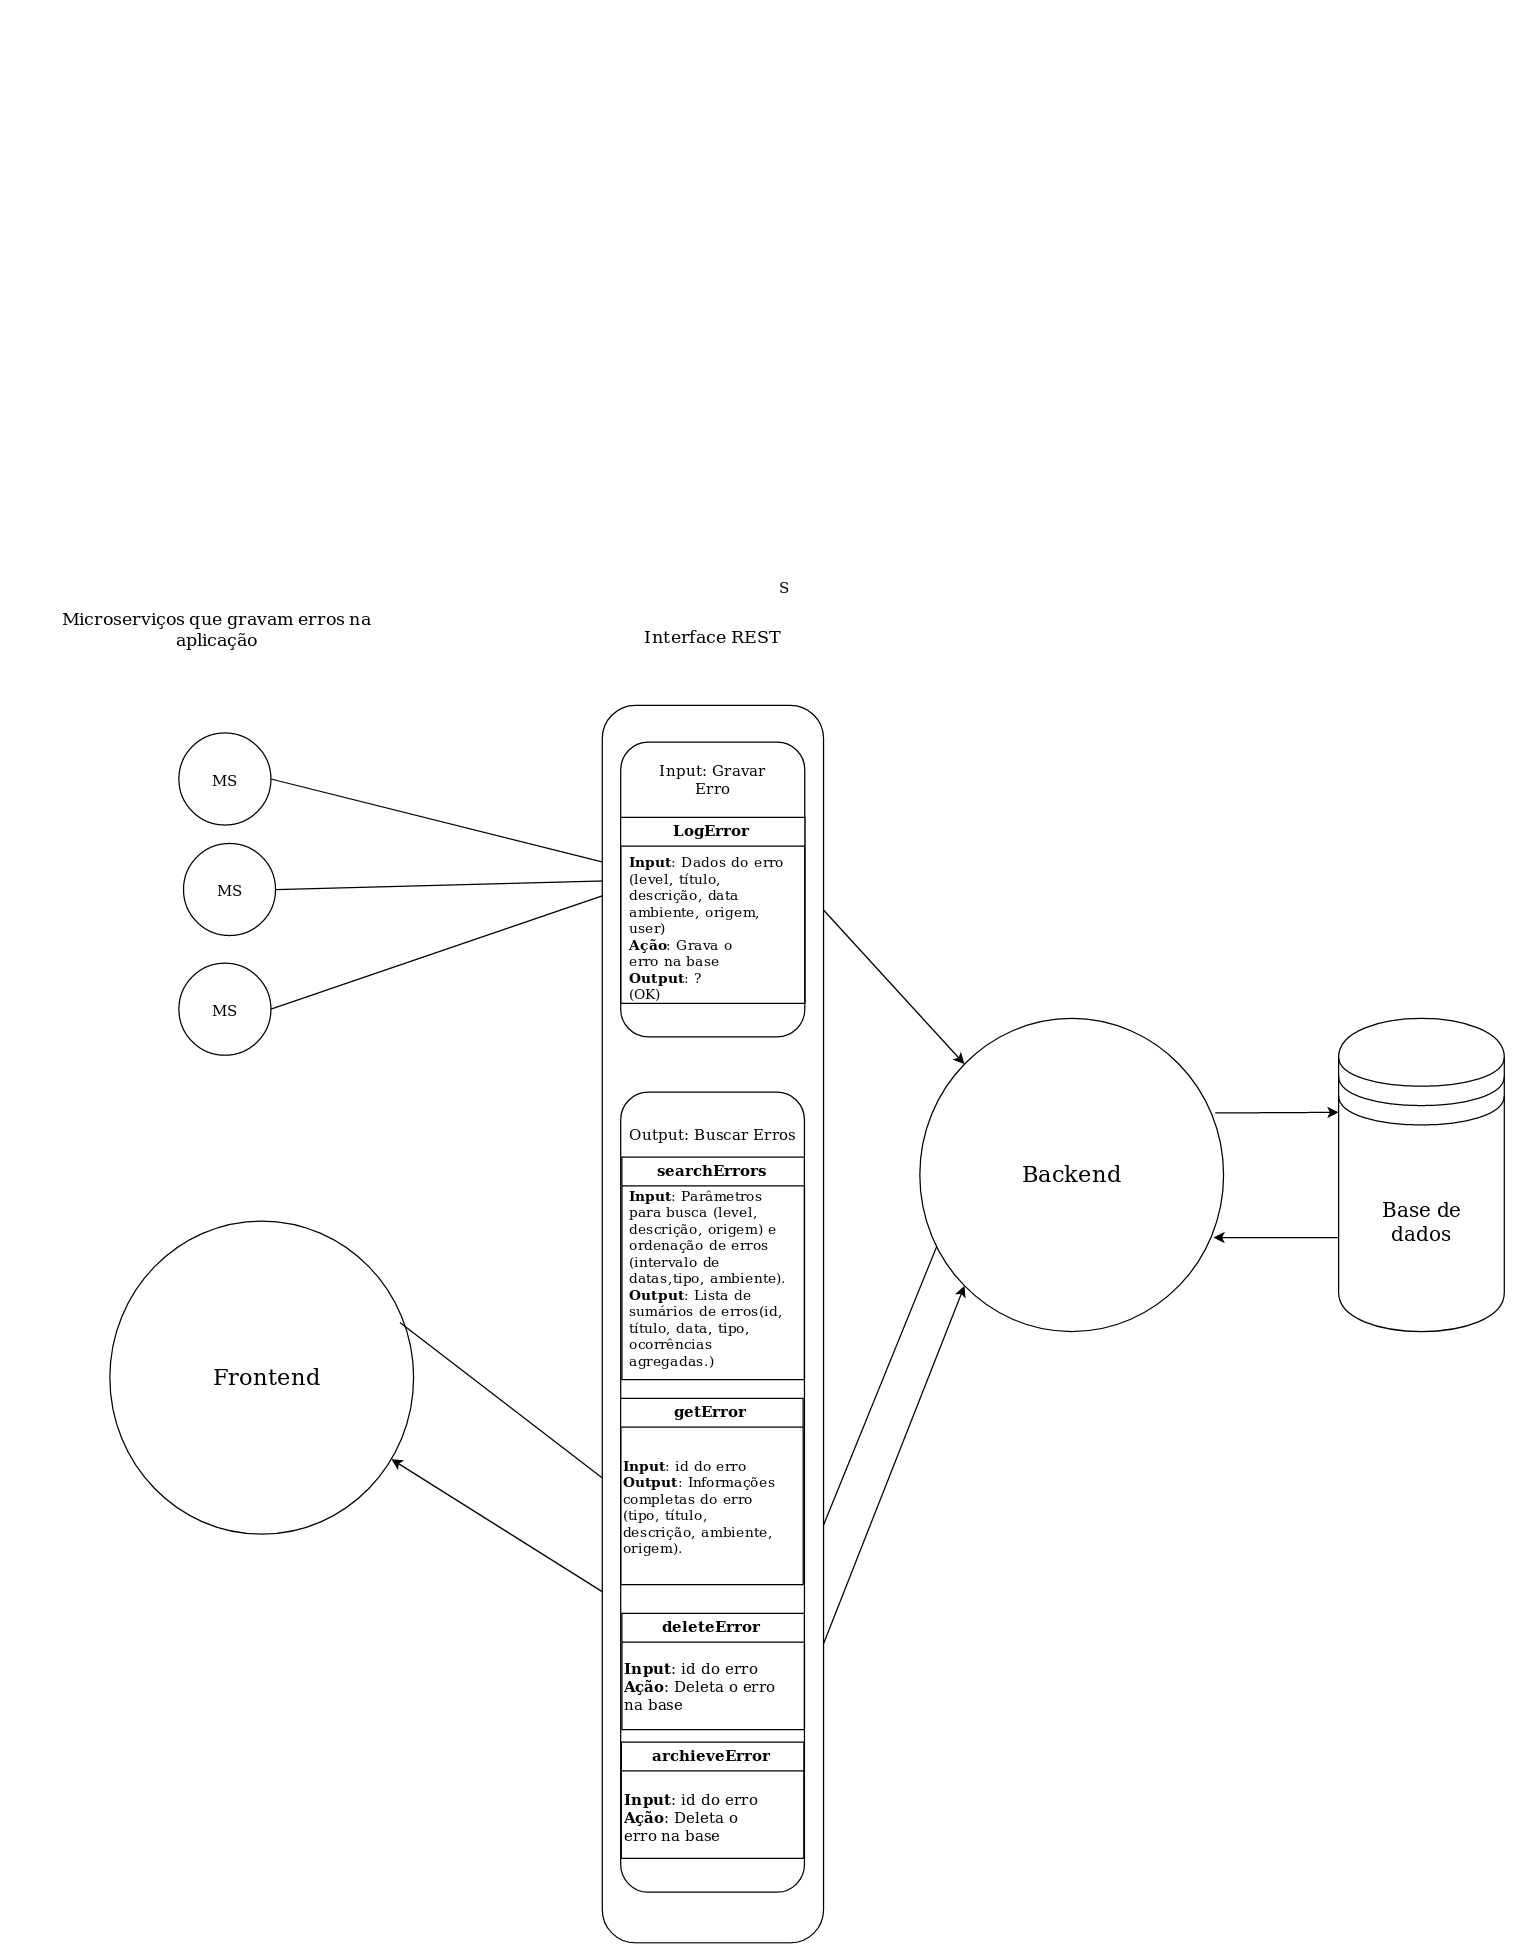 S
Microserviços que gravam erros na
aplicação
Interface REST
MS
MS
MS
Input: Gravar
Erro
LogError
Input: Dados do erro
(level, título,
descrição, data
ambiente, origem,
user)
Ação: Grava o
erro na base
Output: ?
(OK)
Output: Buscar Erros
searchErrors
Input: Parâmetros
para busca (level,
descrição, origem) e
ordenação de erros
(intervalo de
datas,tipo, ambiente).
Output: Lista de
sumários de erros(id,
título, data, tipo,
ocorrências
agregadas.)
getError
Input: id do erro
Output: Informações
completas do erro
(tipo, título,
descrição, ambiente,
origem).
deleteError
Input: id do erro
Ação: Deleta o erro
na base
archieveError
Input: id do erro
Ação: Deleta o
erro na base
Frontend
Backend
Base de
dados